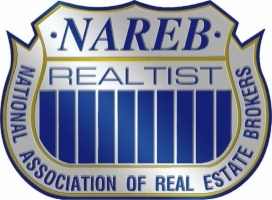 ·NAREB·
REALTIST
NATIONAL ASSOCIATION OF REAL ESTATE BROKERS